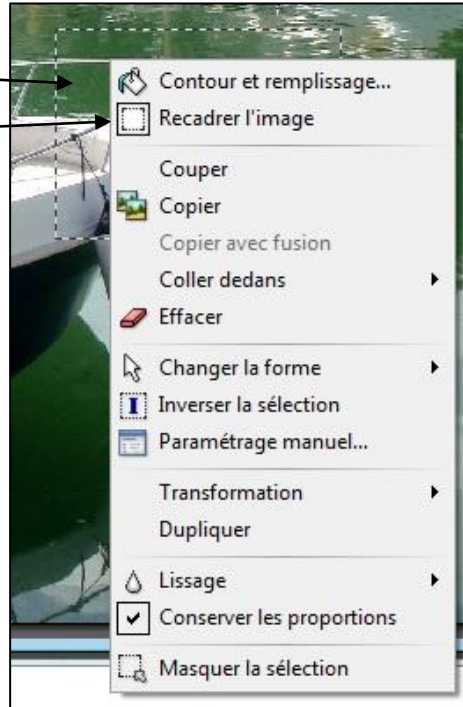 Contour et remplissage...
Recadrer l'image
Couper
Copier
Copier avec fusion
Coller dedans
Effacer
Changer la forme
Inverser la sélection
Paramétrage manuel...
Transformation
Dupliquer
Lissage
Conserver les proportions
Masquer la sélection